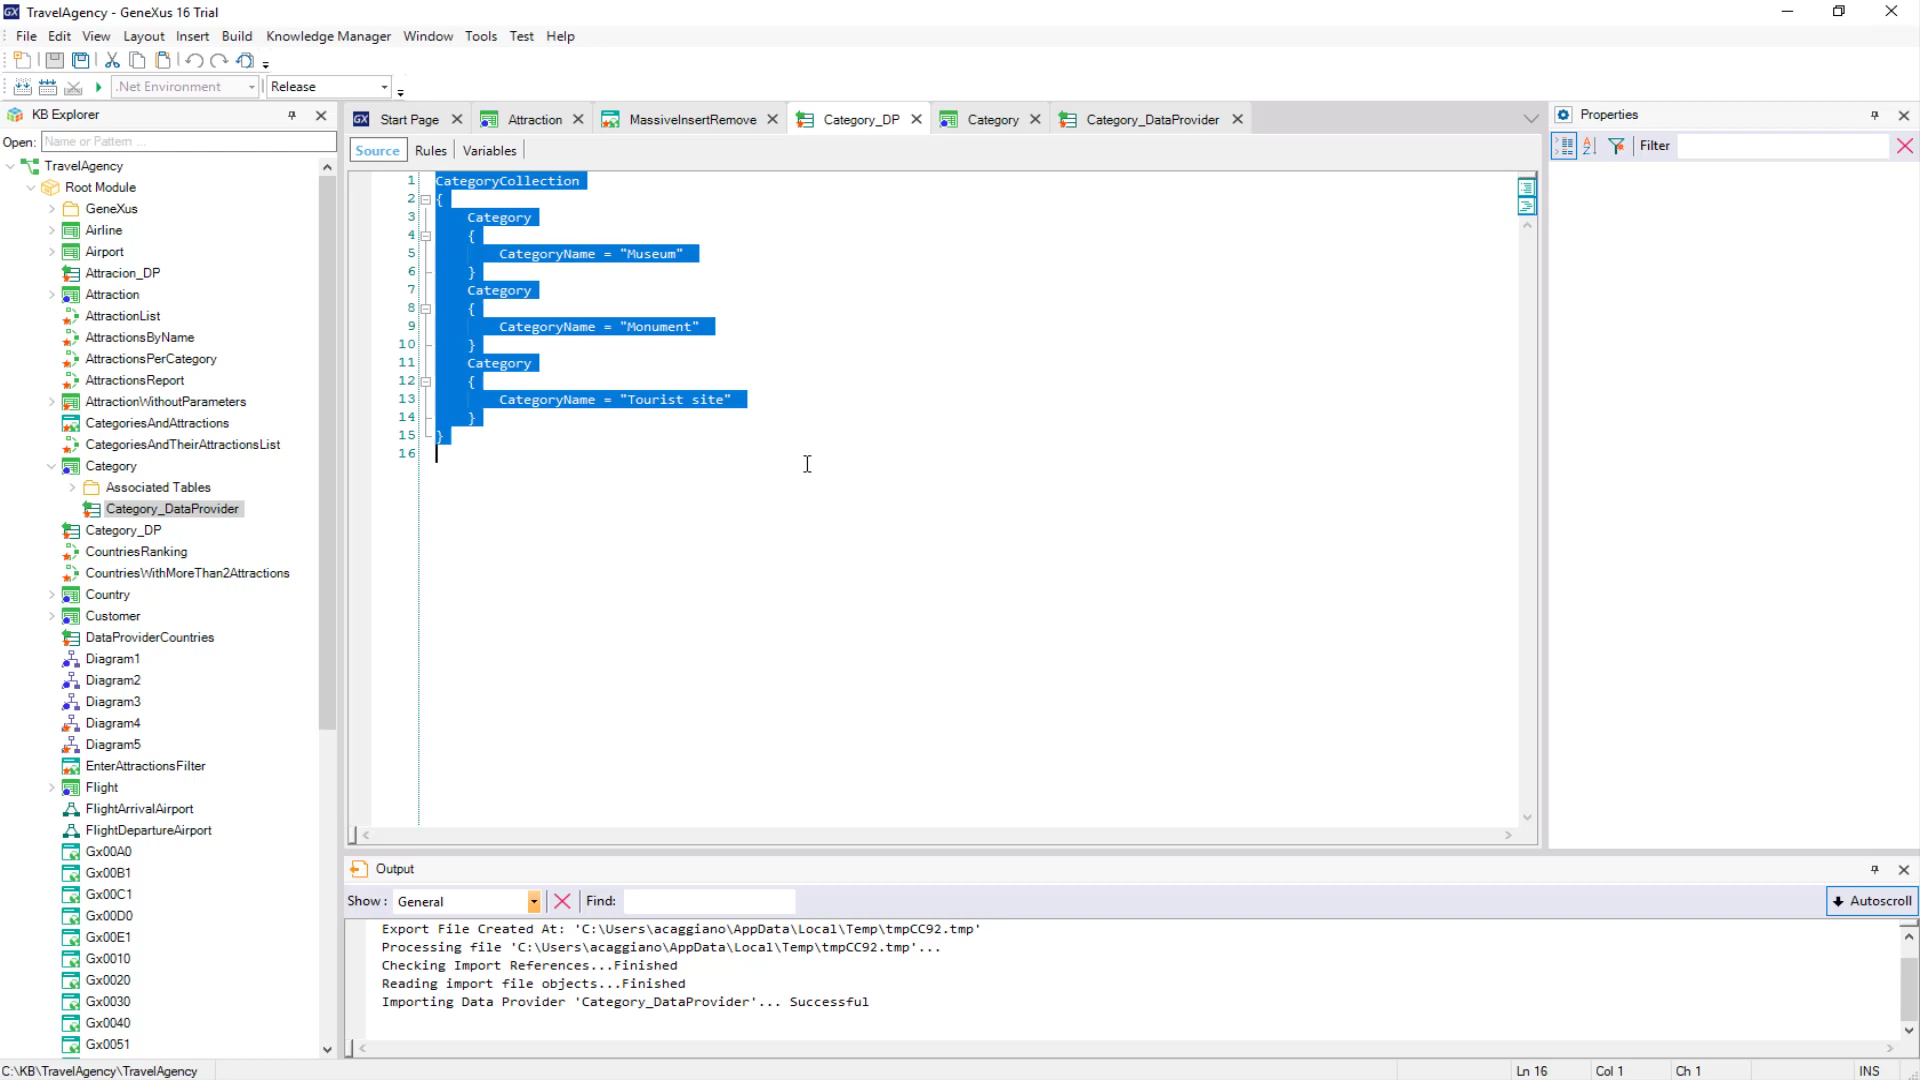 TravelAgency - GeneXus 16 Trial
File Edit View Layout Insert Build Knowledge Manager Window Tools Test Help
.Net Environment Release
KB Explorer
Open: Name or Pattern ...
TravelAgency
Root Module
GeneXus
Airline
Airport
Attracion_DP
Attraction
AttractionList
AttractionsByName
AttractionsPerCategory
AttractionsReport
AttractionWithoutParameters
CategoriesAndAttractions
CategoriesAndTheirAttractionsList
Category
Associated Tables
Category_DataProvider
Category_DP
CountriesRanking
CountriesWithMoreThan2Attractions
Country
Customer
DataProviderCountries
Diagram1
Diagram2
Diagram3
Diagram4
Diagram5
EnterAttractionsFilter
Flight
FlightArrivalAirport
FlightDepartureAirport
Gx00A0
Gx00B1
Gx00C1
Gx00D0
Gx00E1
Gx0010
Gx0020
Gx0030
Gx0040
Gx0051
Start Page Attraction MassiveInsertRemove Category_DP Category Category_DataProvider
Source Rules Variables
1 CategoryCollection
2 {
3 Category
4 {
5 CategoryName = "Museum"
6 }
7 Category
8 {
9 CategoryName = "Monument"
10 }
11 Category
12 {
13 CategoryName = "Tourist site"
14 }
15 }
16
Properties
Filter
Output
Show: General Find: Autoscroll
Export File Created At: 'C:\Users\acaggiano\AppData\Local\Temp\tmpCC92.tmp'
Processing file 'C:\Users\acaggiano\AppData\Local\Temp\tmpCC92.tmp'...
Checking Import References...Finished
Reading import file objects...Finished
Importing Data Provider 'Category_DataProvider'... Successful
C:\KB\TravelAgency\TravelAgency Ln 16 Col 1 Ch 1 INS